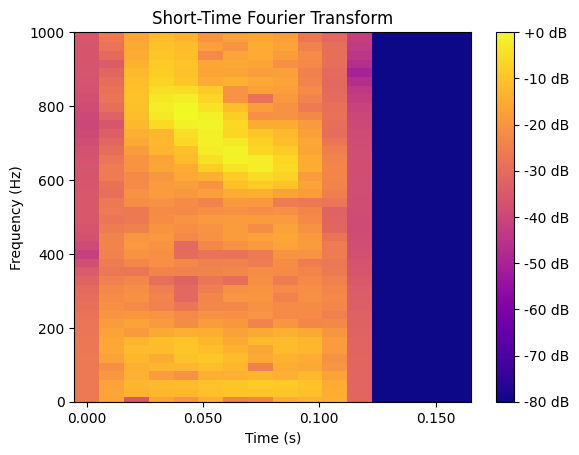 Short-Time Fourier Transform
1000
800
600
400
200
0
Frequency (Hz)
0.000
0.050
0.100
0.150
Time (s)
+0 dB
-10 dB
-20 dB
-30 dB
-40 dB
-50 dB
-60 dB
-70 dB
-80 dB